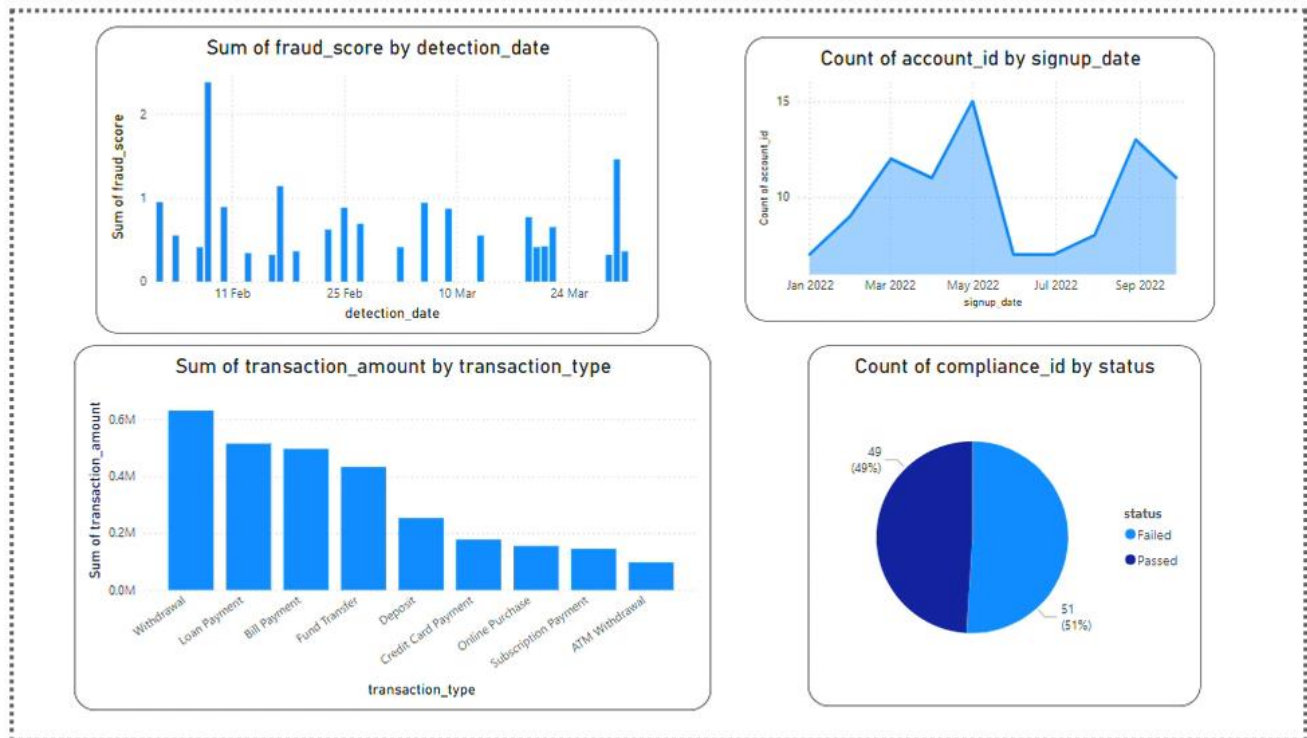 Sum of fraud_score by detection_date
Sum of fraud_score
2
1
0
11 Feb
25 Feb
10 Mar
24 Mar
detection_date
Count of account_id by signup_date
Count of account_id
15
10
Jan 2022
Mar 2022
May 2022
Jul 2022
Sep 2022
signup_date
Sum of transaction_amount by transaction_type
Sum of transaction_amount
0.6M
0.4M
0.2M
0.0M
Withdrawal
Loan Payment
Bill Payment
Fund Transfer
Deposit
Credit Card Payment
Online Purchase
Subscription Payment
ATM Withdrawal
transaction_type
Count of compliance_id by status
49
(49%)
51
(51%)
status
Failed
Passed